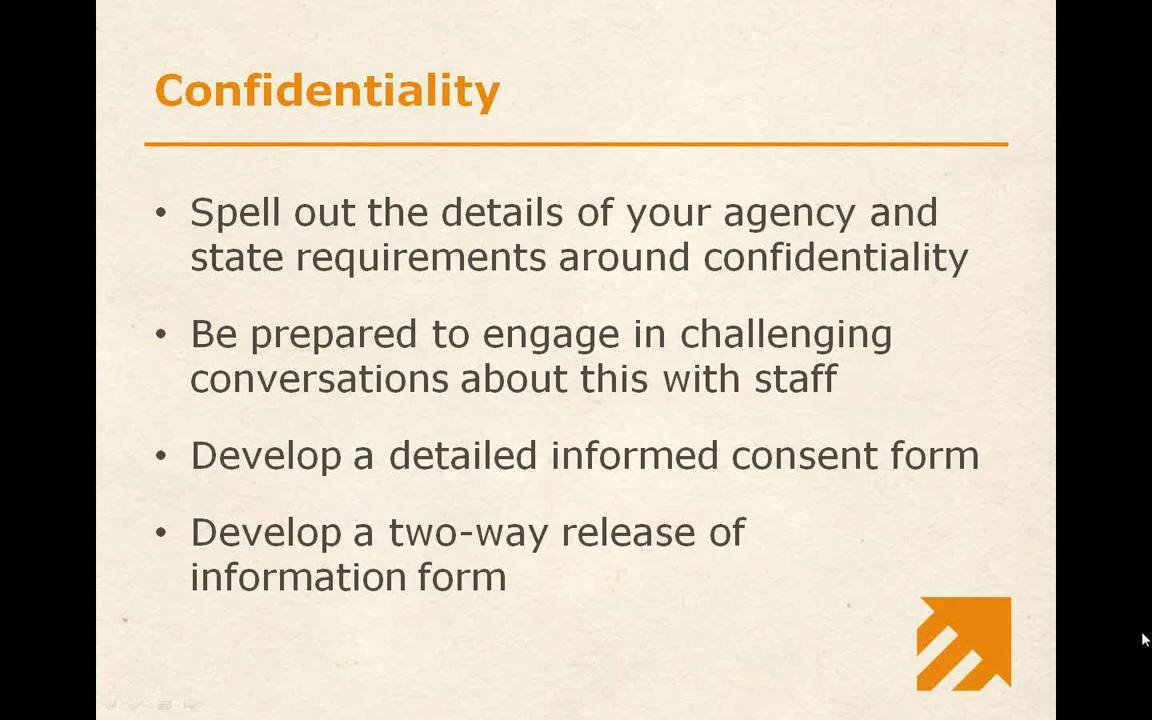 Confidentiality
• Spell out the details of your agency and
state requirements around confidentiality
• Be prepared to engage in challenging
conversations about this with staff
• Develop a detailed informed consent form
• Develop a two-way release of
information form